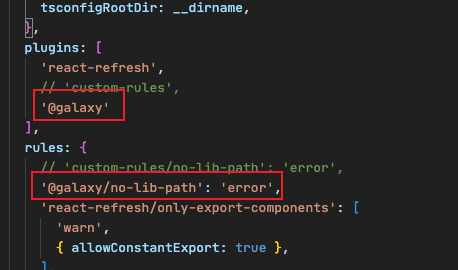 tsconfigRootDir: __dirname,
},
plugins: [
'react-refresh',
// 'custom-rules',
'@galaxy'
],
rules: {
// 'custom-rules/no-lib-path': 'error',
'@galaxy/no-lib-path': 'error',
'react-refresh/only-export-components': [
'warn',
{ allowConstantExport: true },
]